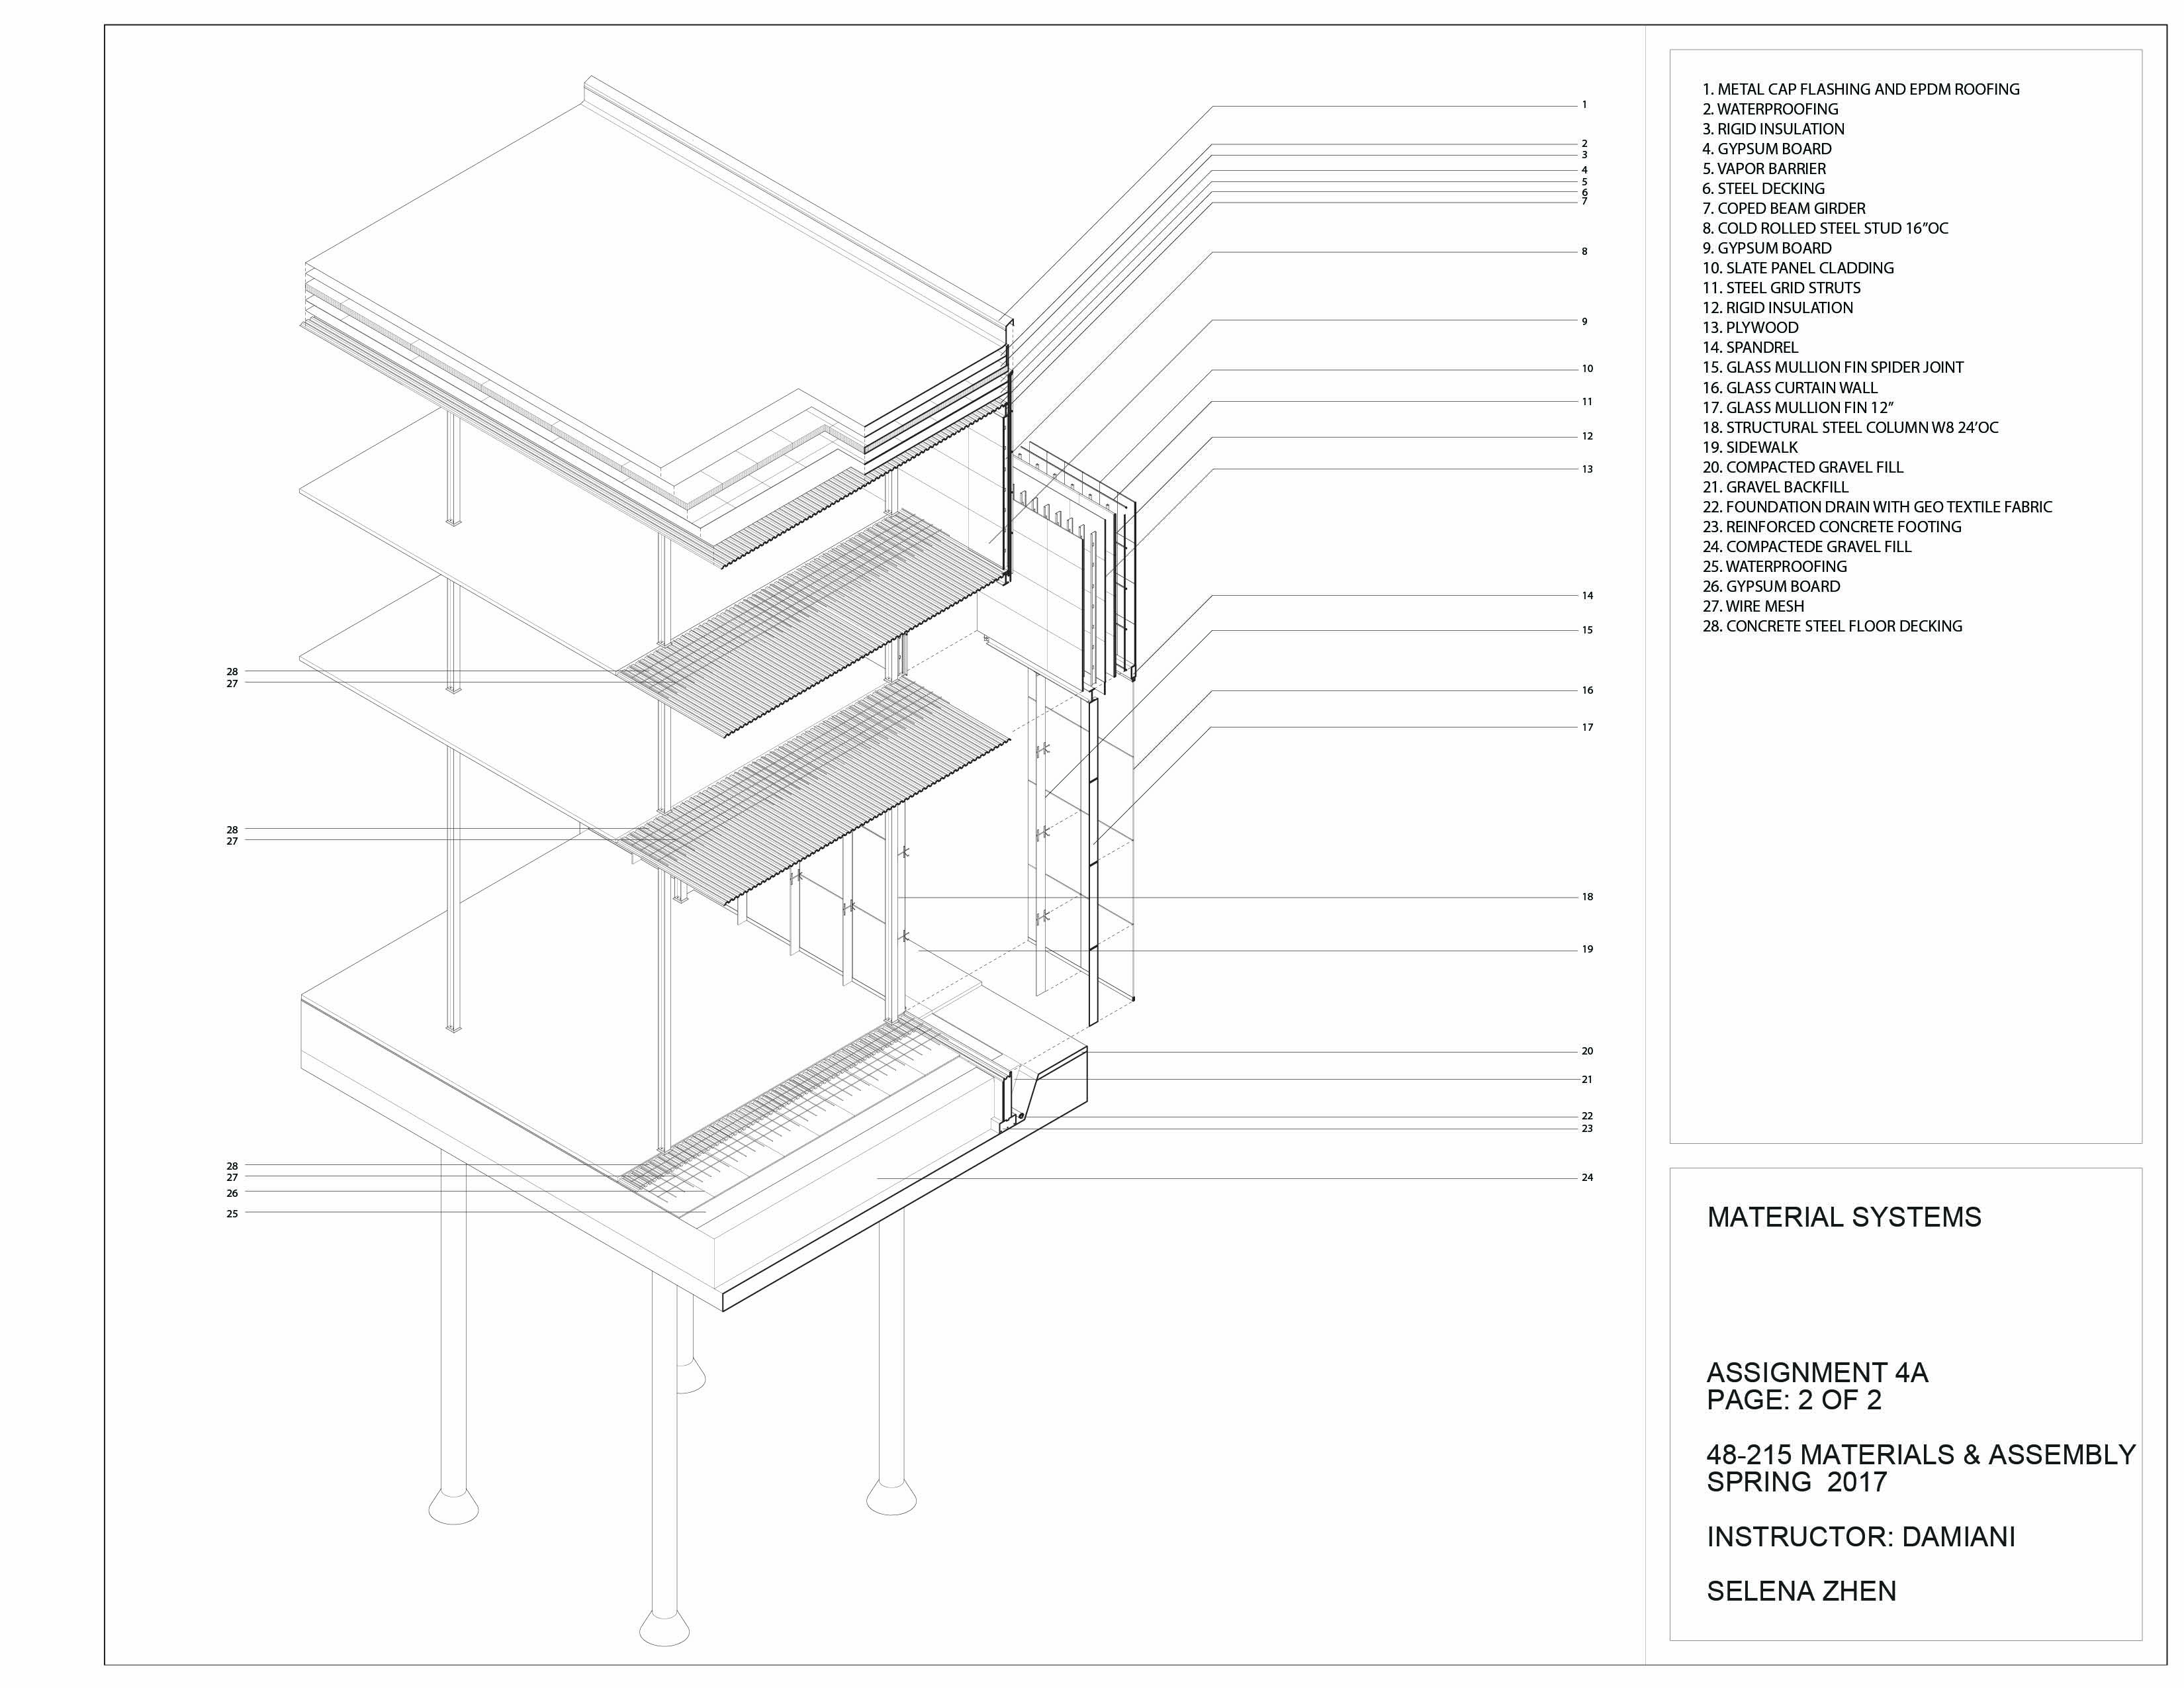 1
2
3
4
5
6
7
8
9
10
11
12
13
14
15
16
17
18
19
20
21
22
23
24
28
27
28
27
28
27
26
25
1. METAL CAP FLASHING AND EPDM ROOFING
2. WATERPROOFING
3. RIGID INSULATION
4. GYPSUM BOARD
5. VAPOR BARRIER
6. STEEL DECKING
7. COPED BEAM GIRDER
8. COLD ROLLED STEEL STUD 16”OC
9. GYPSUM BOARD
10. SLATE PANEL CLADDING
11. STEEL GRID STRUTS
12. RIGID INSULATION
13. PLYWOOD
14. SPANDREL
15. GLASS MULLION FIN SPIDER JOINT
16. GLASS CURTAIN WALL
17. GLASS MULLION FIN 12”
18. STRUCTURAL STEEL COLUMN W8 24’OC
19. SIDEWALK
20. COMPACTED GRAVEL FILL
21. GRAVEL BACKFILL
22. FOUNDATION DRAIN WITH GEO TEXTILE FABRIC
23. REINFORCED CONCRETE FOOTING
24. COMPACTEDE GRAVEL FILL
25. WATERPROOFING
26. GYPSUM BOARD
27. WIRE MESH
28. CONCRETE STEEL FLOOR DECKING
MATERIAL SYSTEMS
ASSIGNMENT 4A
PAGE: 2 OF 2
48-215 MATERIALS & ASSEMBLY
SPRING 2017
INSTRUCTOR: DAMIANI
SELENA ZHEN